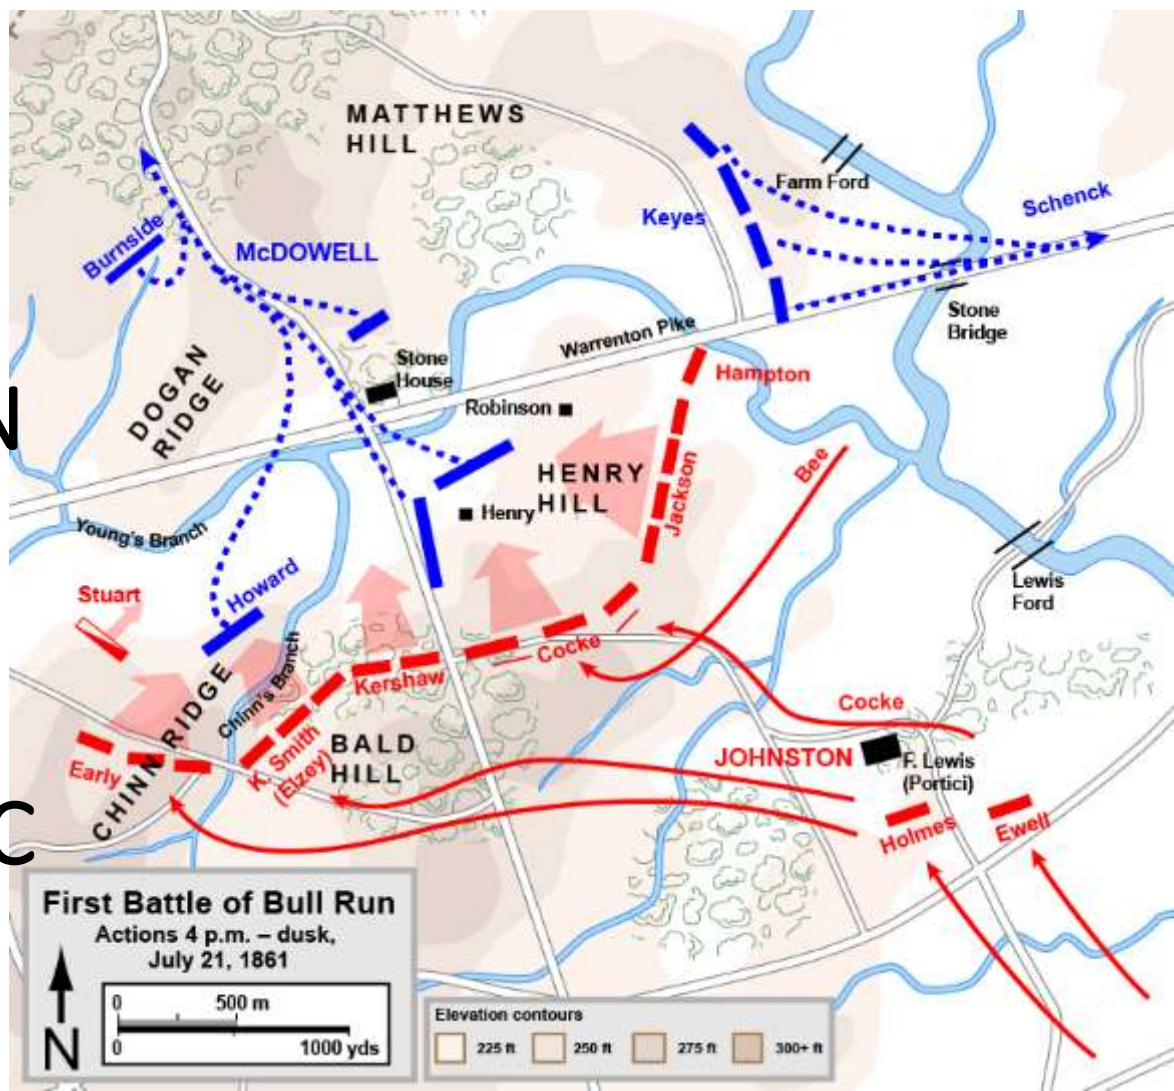 MATTHEWS
HILL
Farm Ford
Schenck
Keyes
Burnside
McDOWELL
Stone
Bridge
Warrenton Pike
Stone
House
Hampton
DOGAN
RIDGE
Robinson
N
Bee
HENRY
HILL
Jackson
Henry
Young's Branch
Lewis
Ford
Stuart
Howard
Chinn's Branch
Cocke
Kershaw
CHINN RIDGE
Cocke
K. Smith
(Elzey)
BALD
HILL
JOHNSTON
F. Lewis
(Portici)
Early
Holmes
Ewell
C
First Battle of Bull Run
Actions 4 p.m. – dusk,
July 21, 1861
0 500 m
0 1000 yds
N
Elevation contours
225 ft 250 ft 275 ft 300+ ft